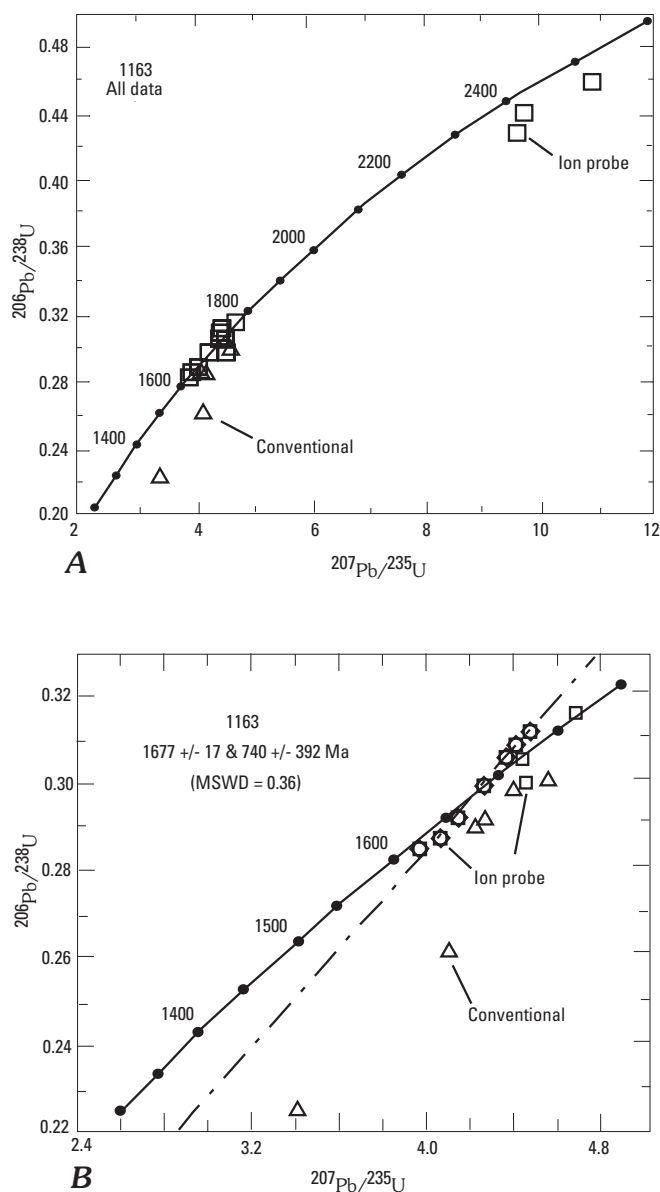 1163
All data
0.48
0.44
0.40
0.36
0.32
0.28
0.24
0.20
206Pb/238U
2400
2200
2000
1800
1600
1400
Ion probe
Conventional
2 4 6 8 10 12
A
207Pb/235U
1163
1677 +/- 17 & 740 +/- 392 Ma
(MSWD = 0.36)
0.32
0.30
0.28
0.26
0.24
0.22
206Pb/238U
1600
1500
1400
Ion probe
Conventional
2.4 3.2 4.0 4.8
B
207Pb/235U